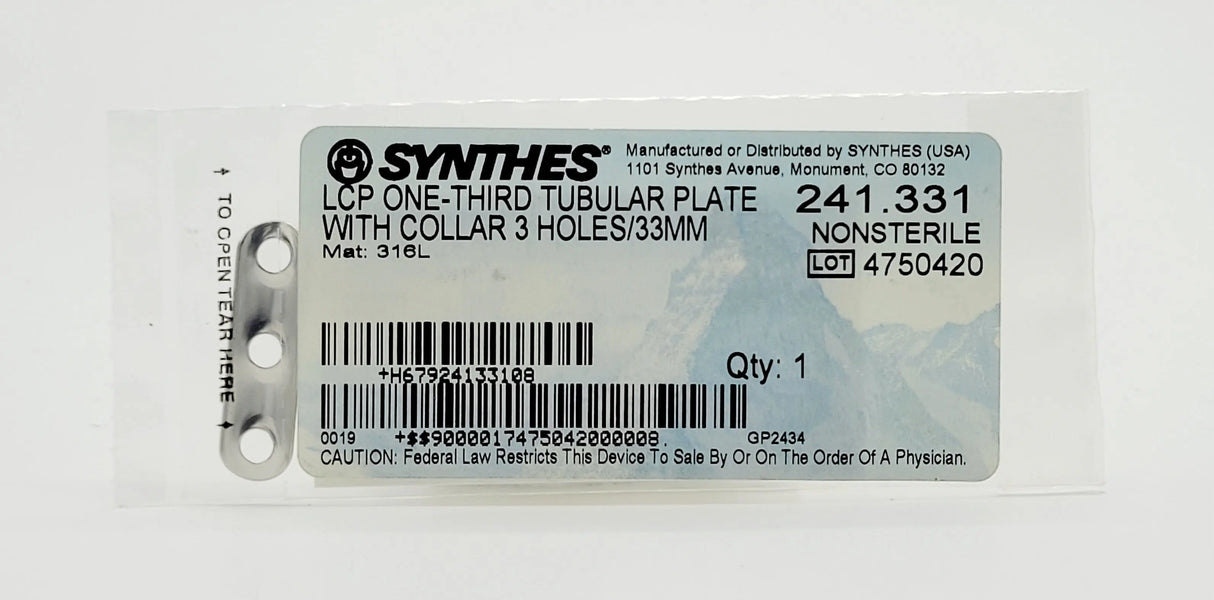 TO OPEN TEAR HERE
SYNTHES®
Manufactured or Distributed by SYNTHES (USA)
1101 Synthes Avenue, Monument, CO 80132
LCP ONE-THIRD TUBULAR PLATE
WITH COLLAR 3 HOLES/33MM
Mat: 316L
241.331
NONSTERILE
LOT 4750420
+H67924133108
Qty: 1
0019 +$$9000017475042000008. GP2434
CAUTION: Federal Law Restricts This Device To Sale By Or On The Order Of A Physician.